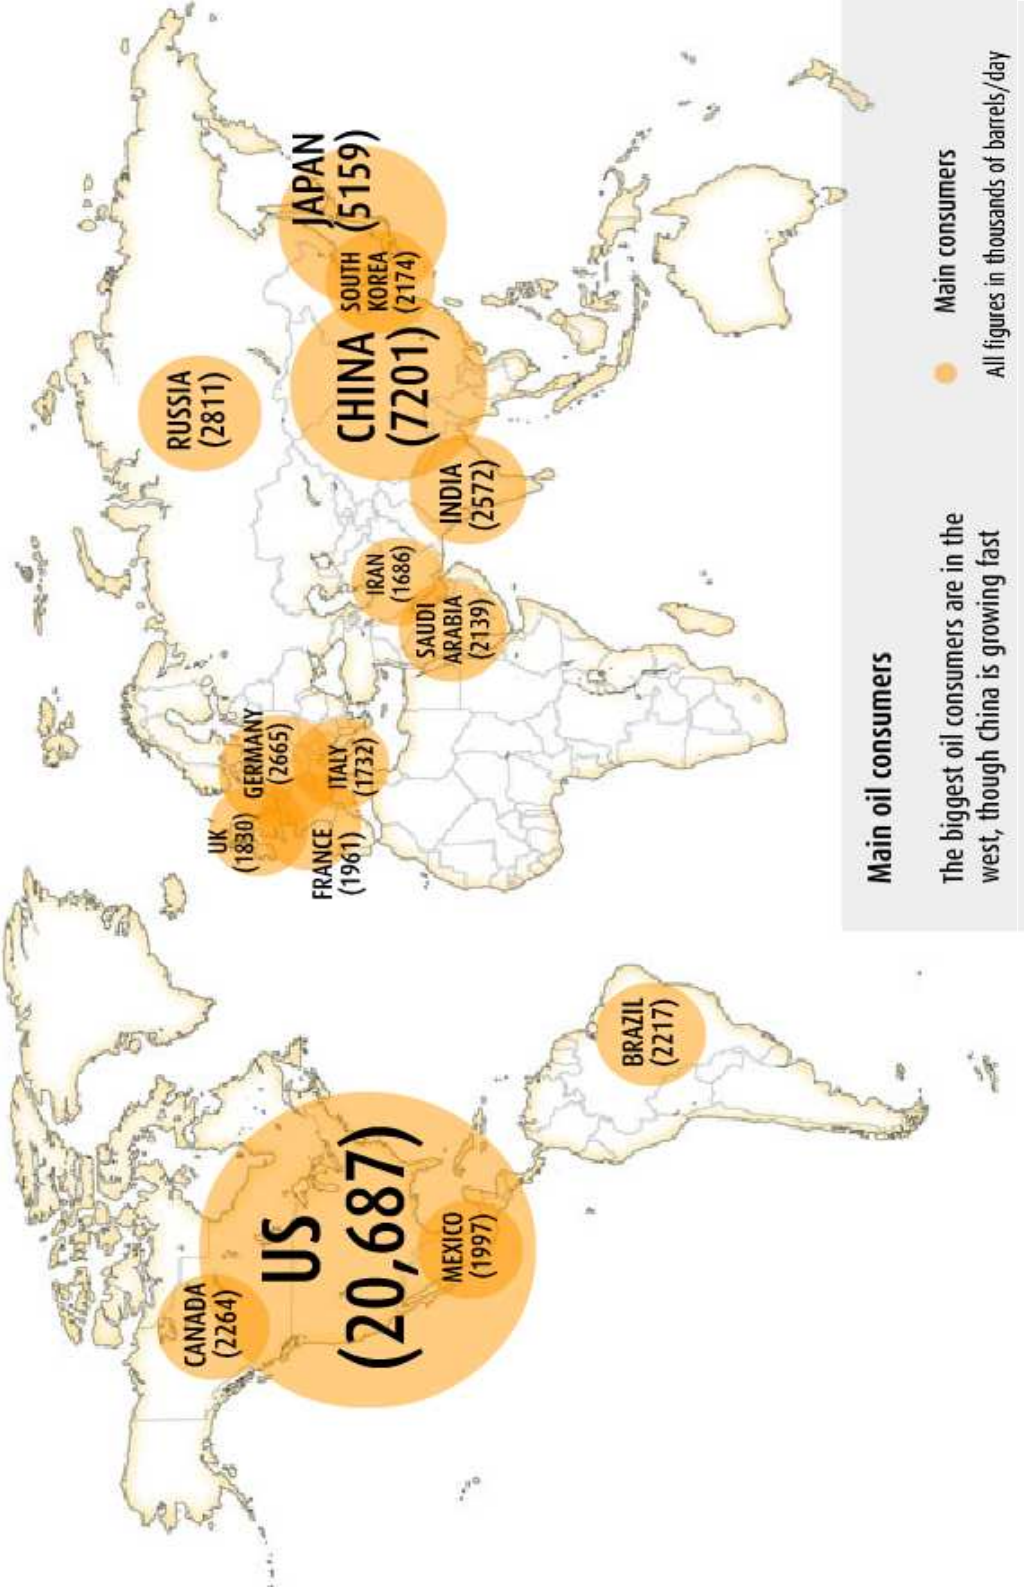 CANADA
(2264)
US
(20,687)
MEXICO
(1997)
BRAZIL
(2217)
UK
(1830)
GERMANY
(2665)
FRANCE
(1961)
ITALY
(1732)
RUSSIA
(2811)
IRAN
(1686)
SAUDI
ARABIA
(2139)
INDIA
(2572)
CHINA
(7201)
SOUTH
KOREA
(2174)
JAPAN
(5159)
Main oil consumers
The biggest oil consumers are in the
west, though China is growing fast
Main consumers
All figures in thousands of barrels/day